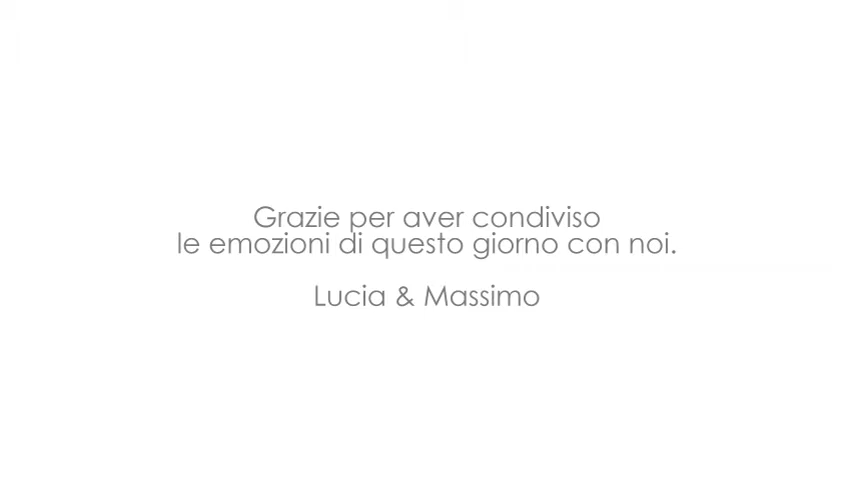 Grazie per aver condiviso
le emozioni di questo giorno con noi.
Lucia & Massimo